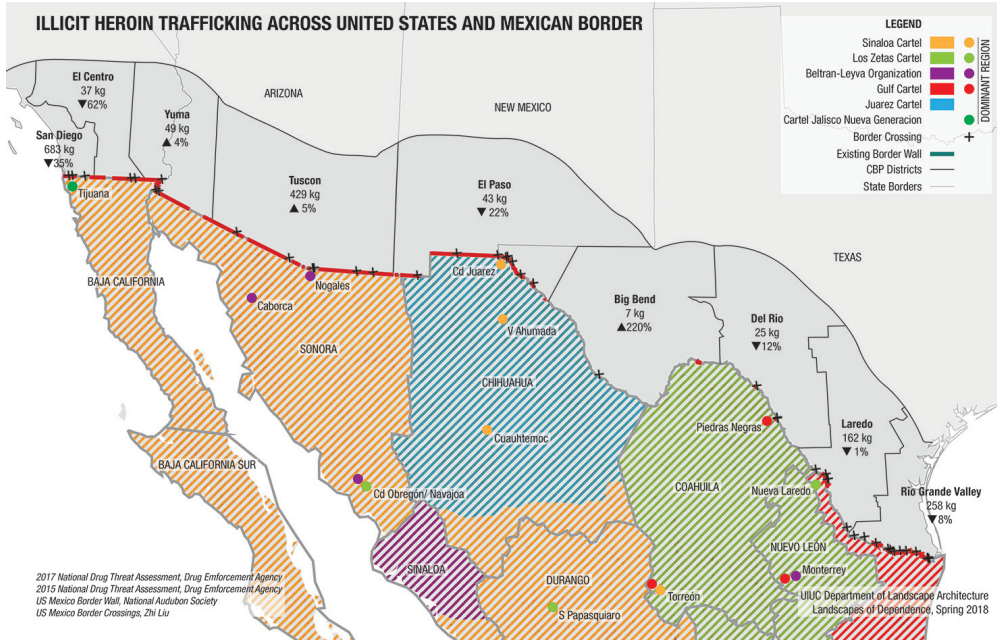 ILLICIT HEROIN TRAFFICKING ACROSS UNITED STATES AND MEXICAN BORDER
LEGEND
Sinaloa Cartel
Los Zetas Cartel
Beltran-Leyva Organization
Gulf Cartel
Juarez Cartel
Cartel Jalisco Nueva Generacion
Border Crossing
Existing Border Wall
CBP Districts
State Borders
DOMINANT REGION
El Centro
37 kg
▼62%
ARIZONA
NEW MEXICO
Yuma
49 kg
▲ 4%
San Diego
683 kg
▼35%
Tuscon
429 kg
▲ 5%
El Paso
43 kg
▼ 22%
TEXAS
Tijuana
BAJA CALIFORNIA
Nogales
Caborca
Cd Juarez
Big Bend
7 kg
▲220%
Del Rio
25 kg
▼12%
V Ahumada
SONORA
CHIHUAHUA
Cuauhtemoc
Piedras Negras
Laredo
162 kg
▼ 1%
BAJA CALIFORNIA SUR
Cd Obregón/ Navajoa
COAHUILA
Nueva Laredo
Rio Grande Valley
258 kg
▼8%
NUEVO LEÓN
SINALOA
DURANGO
Torreón
Monterrey
S Papasquiaro
2017 National Drug Threat Assessment, Drug Enforcement Agency
2015 National Drug Threat Assessment, Drug Enforcement Agency
US Mexico Border Wall, National Audubon Society
US Mexico Border Crossings, Zhi Liu
UIUC Department of Landscape Architecture
Landscapes of Dependence, Spring 2018